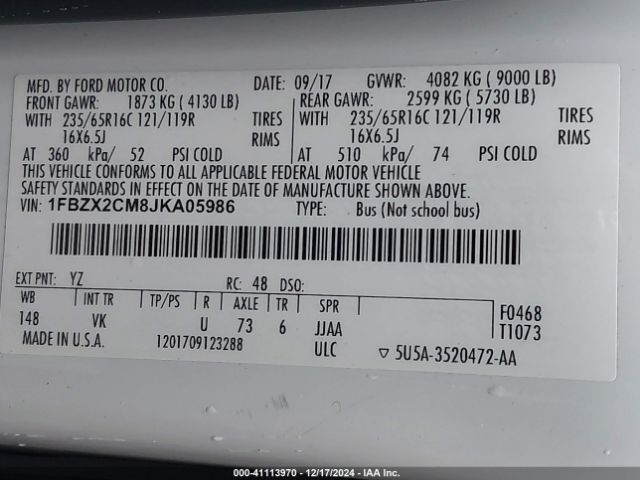 MFD. BY FORD MOTOR CO. DATE: 09/17 GVWR: 4082 KG ( 9000 LB)
FRONT GAWR: 1873 KG ( 4130 LB) REAR GAWR: 2599 KG ( 5730 LB)
WITH 235/65R16C 121/119R TIRES WITH 235/65R16C 121/119R TIRES
16X6.5J RIMS 16X6.5J RIMS
AT 360 kPa/ 52 PSI COLD AT 510 kPa/ 74 PSI COLD
THIS VEHICLE CONFORMS TO ALL APPLICABLE FEDERAL MOTOR VEHICLE
SAFETY STANDARDS IN EFFECT ON THE DATE OF MANUFACTURE SHOWN ABOVE.
VIN: 1FBZX2CM8JKA05986 TYPE: Bus (Not school bus)
EXT PNT: YZ RC: 48 DSO:
WB INT TR TP/PS R AXLE TR SPR F0468
148 VK U 73 6 JJAA T1073
MADE IN U.S.A. 1201709123288 ULC ▽ 5U5A-3520472-AA
000-41113970 - 12/17/2024 - IAA Inc.